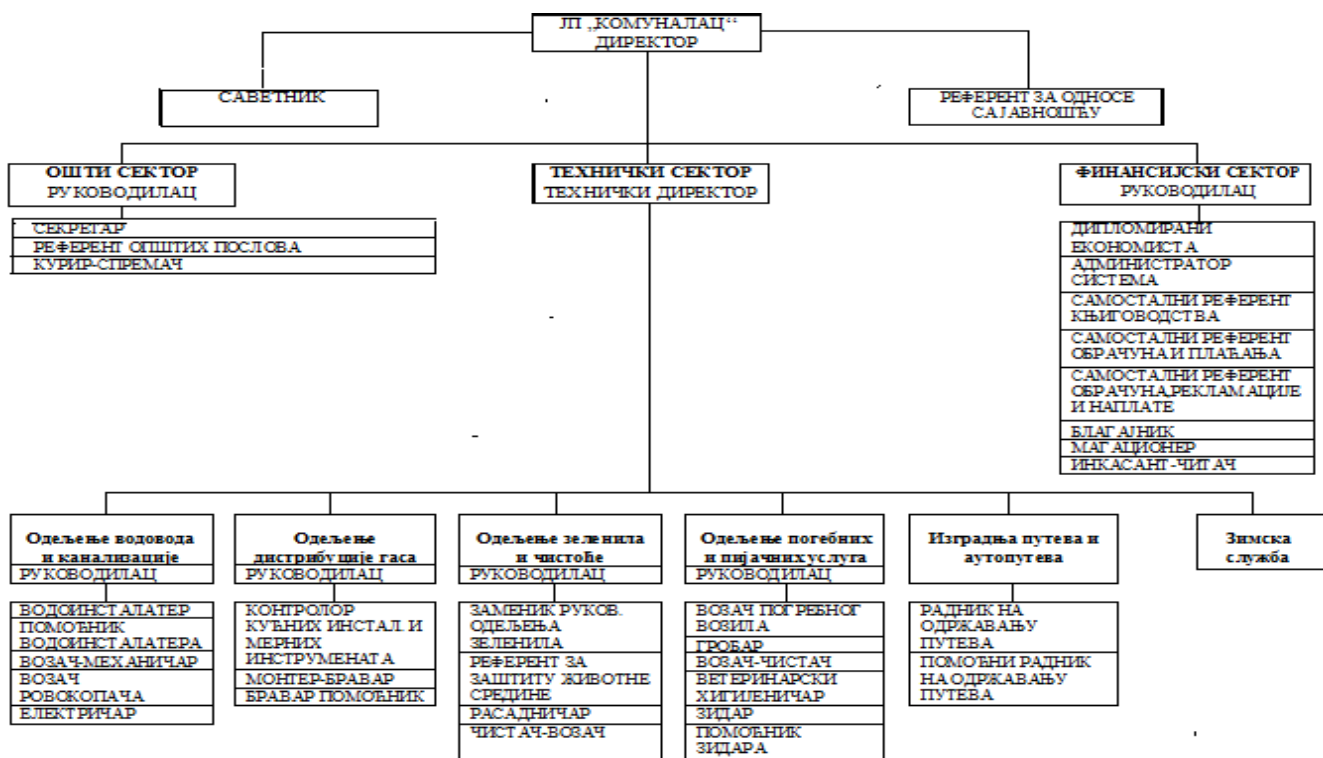 ЈП „КОМУНАЛАЦ“
ДИРЕКТОР
САВЕТНИК
РЕФЕРЕНТ ЗА ОДНОСЕ
САЈАВНОШЋУ
ОШТИ СЕКТОР
РУКОВОДИЛАЦ
ТЕХНИЧКИ СЕКТОР
ТЕХНИЧКИ ДИРЕКТОР
ФИНАНСИЈСКИ СЕКТОР
РУКОВОДИЛАЦ
СЕКРЕТАР
РЕФЕРЕНТ ОПШТИХ ПОСЛОВА
КУРИР-СПРЕМАЧ
ДИПЛОМИРАНИ
ЕКОНОМИСТА
АДМИНИСТРАТОР
СИСТЕМА
САМОСТАЛНИ РЕФЕРЕНТ
КЊИГОВОДСТВА
САМОСТАЛНИ РЕФЕРЕНТ
ОБРАЧУНА И ПЛАЋАЊА
САМОСТАЛНИ РЕФЕРЕНТ
ОБРАЧУНА,РЕКЛАМАЦИЈЕ
И НАПЛАТЕ
БЛАГАЈНИК
МАГАЦИОНЕР
ИНКАСАНТ-ЧИТАЧ
Одељење водовода
и канализације
РУКОВОДИЛАЦ
ВОДОИНСТАЛАТЕР
ПОМОЋНИК
ВОДОИНСТАЛАТЕРА
ВОЗАЧ-МЕХАНИЧАР
ВОЗАЧ
РОВОКОПАЧА
ЕЛЕКТРИЧАР
Одељење
дистрибуције гаса
РУКОВОДИЛАЦ
КОНТРОЛОР
КУЋНИХ ИНСТАЛ. И
МЕРНИХ
ИНСТРУМЕНАТА
МОНТЕР-БРАВАР
БРАВАР ПОМОЋНИК
Одељење зеленила
и чистоће
РУКОВОДИЛАЦ
ЗАМЕНИК РУКОВ.
ОДЕЉЕЊА
ЗЕЛЕНИЛА
РЕФЕРЕНТ ЗА
ЗАШТИТУ ЖИВОТНЕ
СРЕДИНЕ
РАСАДНИЧАР
ЧИСТАЧ-ВОЗАЧ
Одељење погебних
и пијачних услуга
РУКОВОДИЛАЦ
ВОЗАЧ ПОГРЕБНОГ
ВОЗИЛА
ГРОБАР
ВОЗАЧ-ЧИСТАЧ
ВЕТЕРИНАРСКИ
ХИГИЈЕНИЧАР
ЗИДАР
ПОМОЋНИК
ЗИДАРА
Изградња путева и
аутопутева
РАДНИК НА
ОДРЖАВАЊУ
ПУТЕВА
ПОМОЋНИ РАДНИК
НА ОДРЖАВАЊУ
ПУТЕВА
Зимска
служба